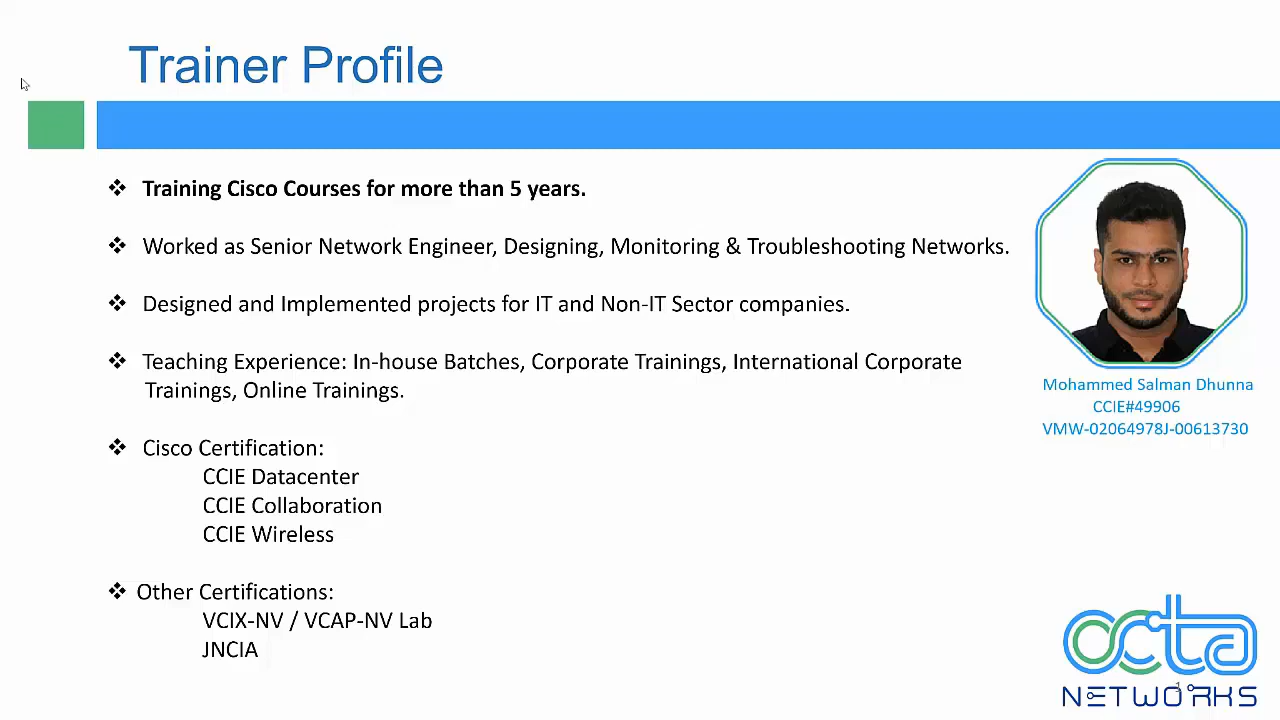 Trainer Profile
❖ Training Cisco Courses for more than 5 years.
❖ Worked as Senior Network Engineer, Designing, Monitoring & Troubleshooting Networks.
❖ Designed and Implemented projects for IT and Non-IT Sector companies.
❖ Teaching Experience: In-house Batches, Corporate Trainings, International Corporate
Trainings, Online Trainings.
❖ Cisco Certification:
CCIE Datacenter
CCIE Collaboration
CCIE Wireless
❖ Other Certifications:
VCIX-NV / VCAP-NV Lab
JNCIA
Mohammed Salman Dhunna
CCIE#49906
VMW-02064978J-00613730
octa
NETWORKS
1